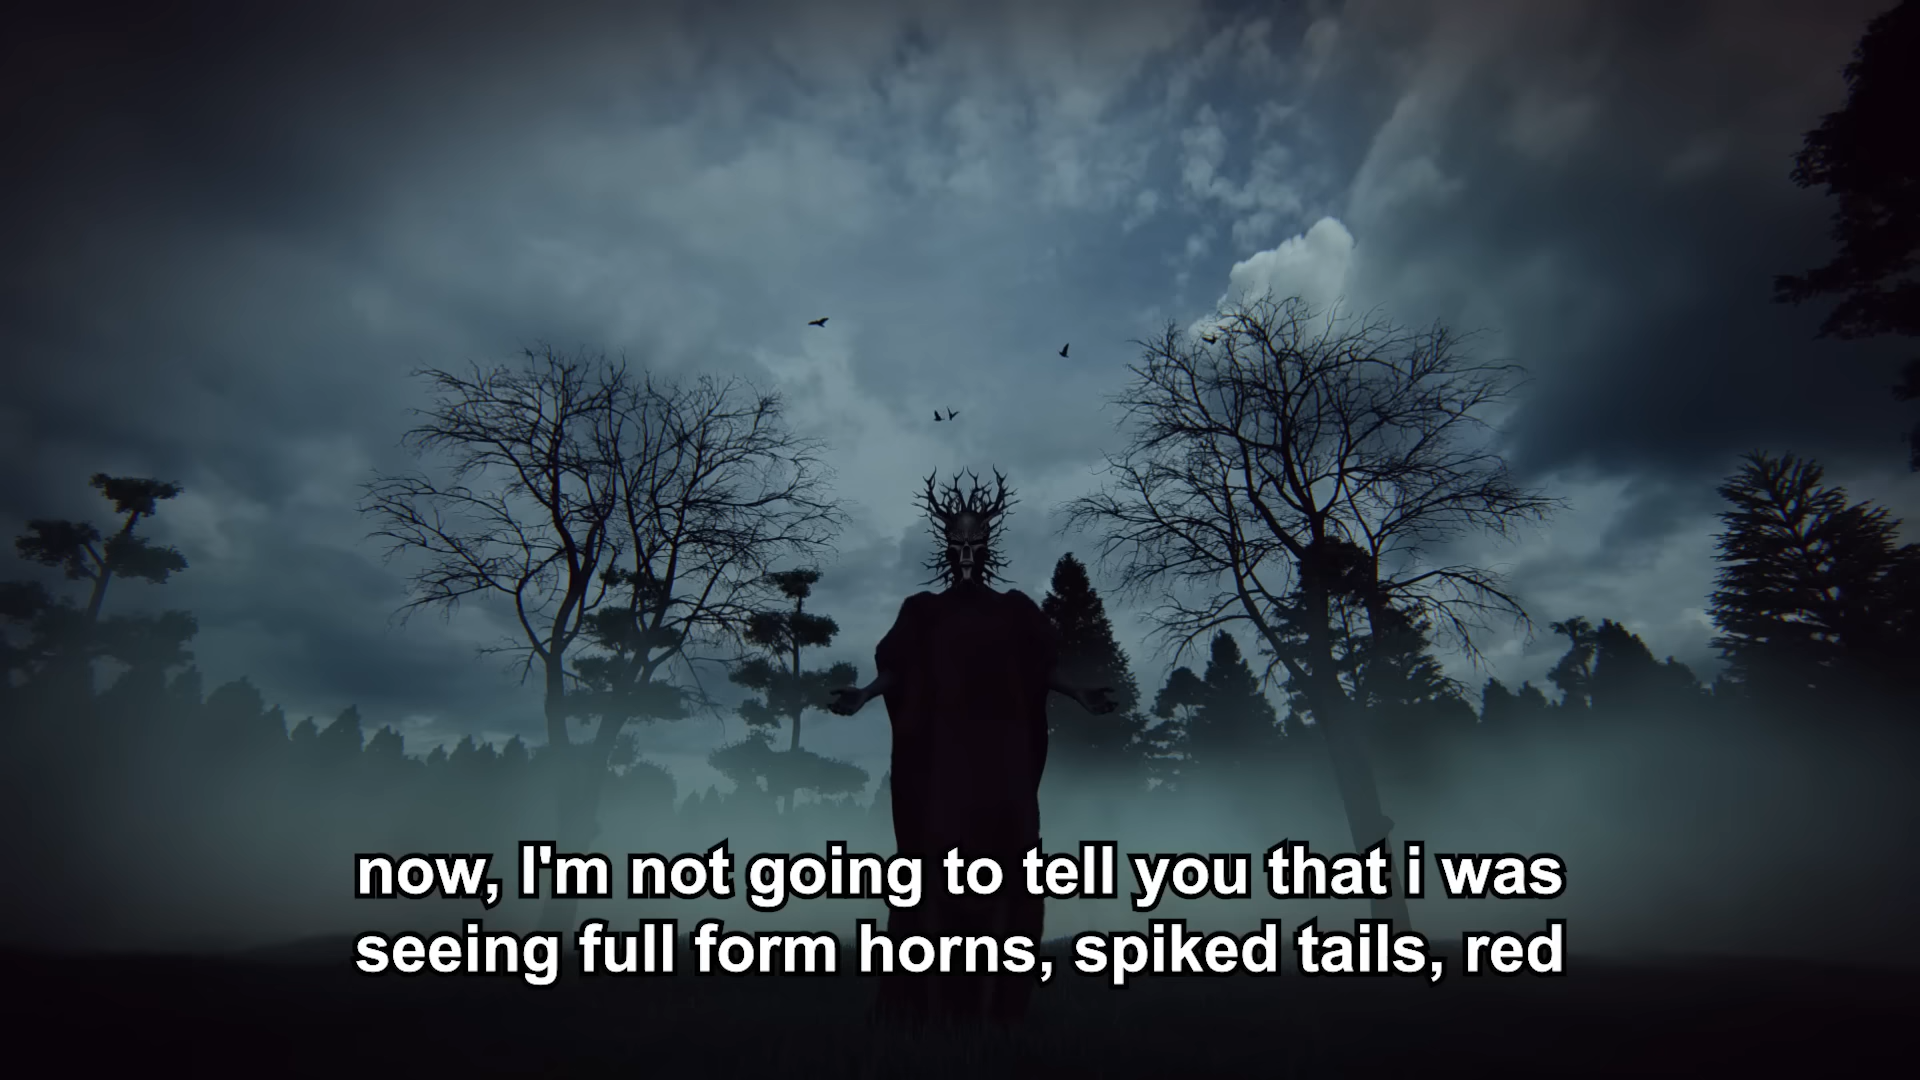 now, I'm not going to tell you that i was
seeing full form horns, spiked tails, red